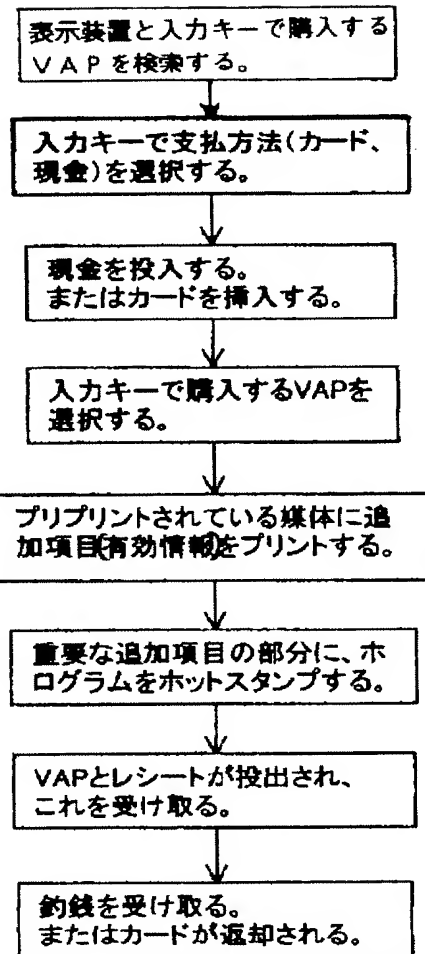 表示装置と入力キーで購入する
VAPを検索する。
入力キーで支払方法(カード、
現金)を選択する。
現金を投入する。
またはカードを挿入する。
入力キーで購入するVAPを
選択する。
プリプリントされている媒体に追
加項目(有効情報)をプリントする。
重要な追加項目の部分に、ホ
ログラムをホットスタンプする。
VAPとレシートが投出され、
これを受け取る。
釣銭を受け取る。
またはカードが返却される。